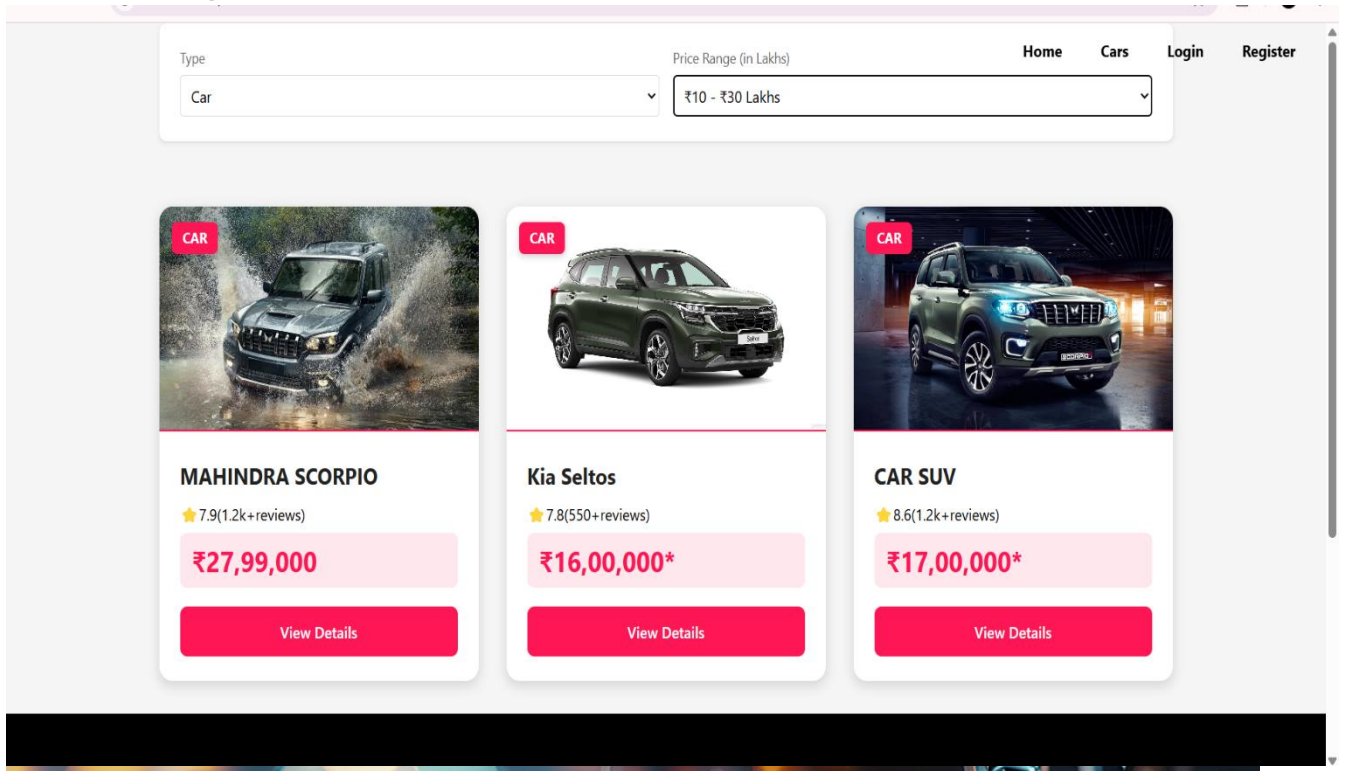 Home Cars Login Register
Type
Price Range (in Lakhs)
Car
₹10 - ₹30 Lakhs
CAR
CAR
CAR
Seltos
SCORPIO
MAHINDRA SCORPIO
Kia Seltos
CAR SUV
7.9(1.2k+reviews)
7.8(550+reviews)
8.6(1.2k+reviews)
₹27,99,000
₹16,00,000*
₹17,00,000*
View Details
View Details
View Details